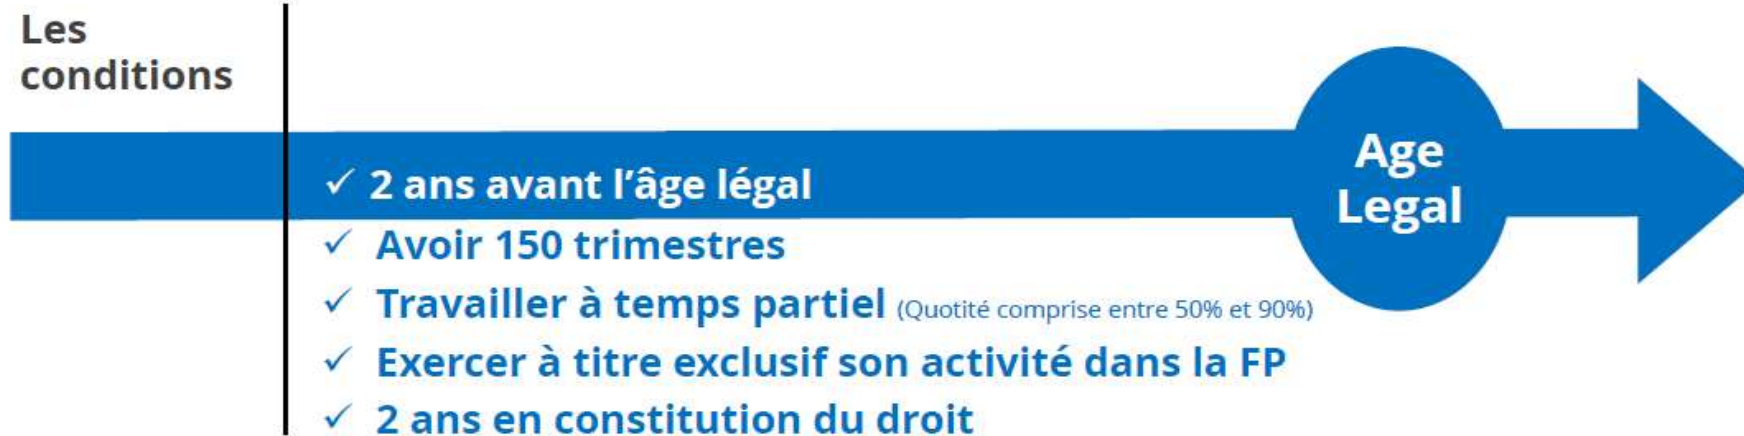 Les
conditions
✓ 2 ans avant l’âge légal
Age
Legal
✓ Avoir 150 trimestres
✓ Travailler à temps partiel (Quotité comprise entre 50% et 90%)
✓ Exercer à titre exclusif son activité dans la FP
✓ 2 ans en constitution du droit